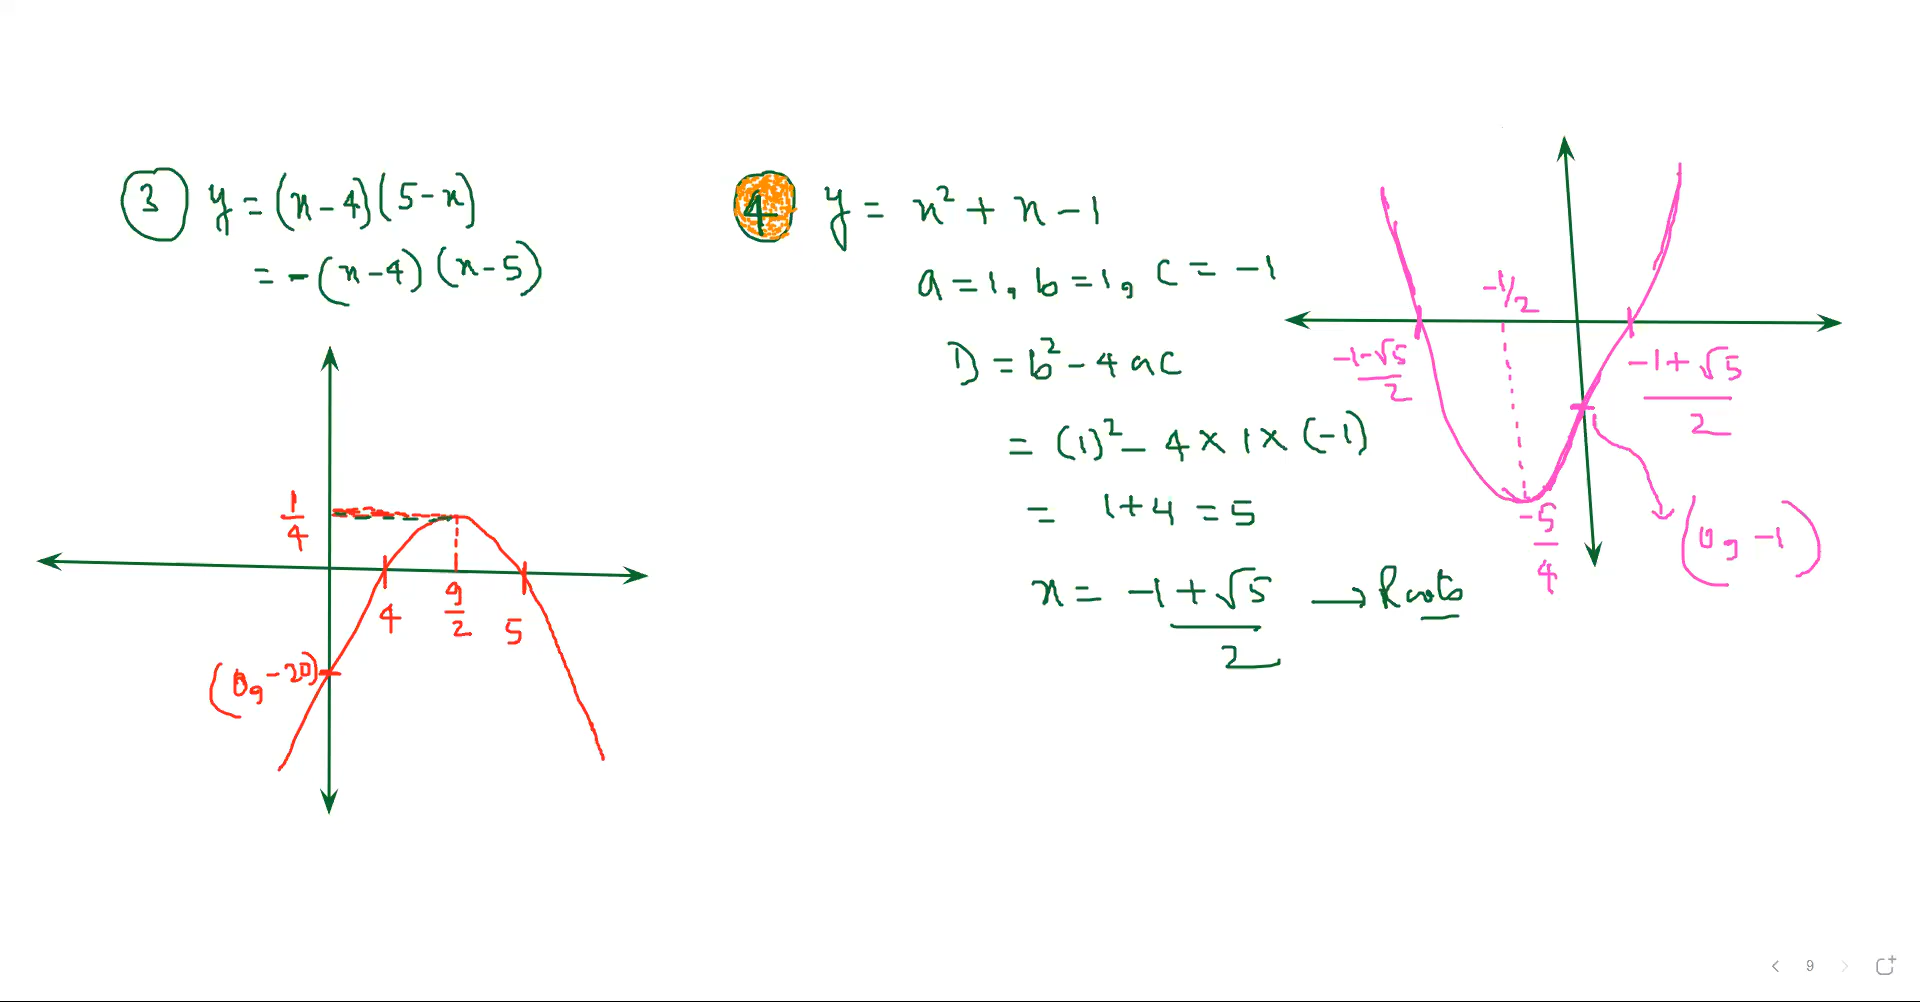 3 y = (x-4)(5-x)
= -(x-4)(x-5)
1/4
4
9/2
5
(0, -20)
4 y = x² + x - 1
a = 1, b = 1, c = -1
D = b² - 4ac
= (1)² - 4 × 1 × (-1)
= 1+4 = 5
x = -1 + √5 / 2 → Roots
-1/2
-1-√5 / 2
-1+√5 / 2
-5/4
(0, -1)
9